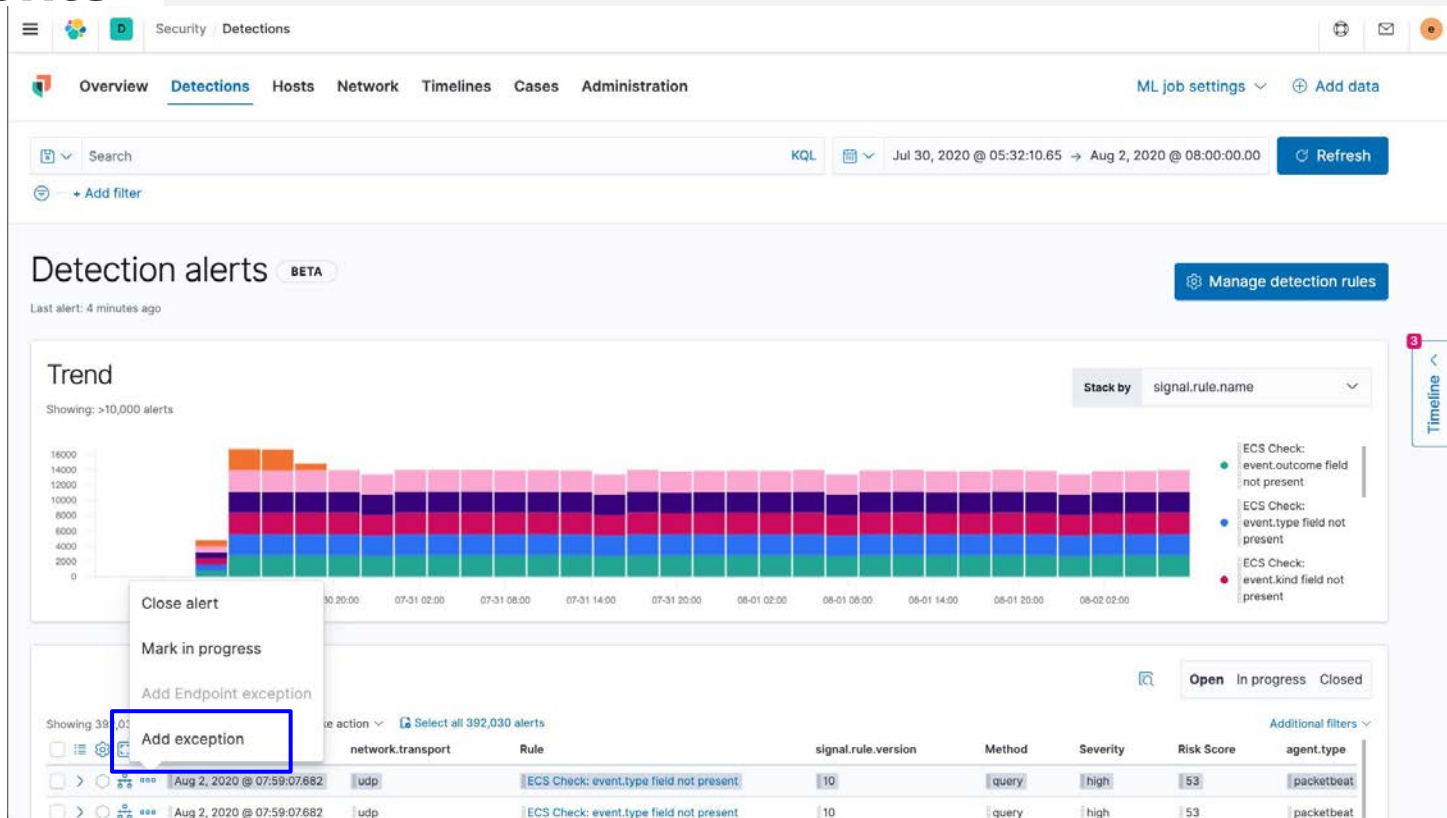 D Security / Detections e
Overview Detections Hosts Network Timelines Cases Administration ML job settings Add data
Search KQL Jul 30, 2020 @ 05:32:10.65 → Aug 2, 2020 @ 08:00:00.00 Refresh
+ Add filter
Detection alerts BETA
Manage detection rules
Last alert: 4 minutes ago
3
Timeline
Trend
Stack by signal.rule.name
Showing: >10,000 alerts
16000
14000
12000
10000
8000
6000
4000
2000
0
ECS Check:
event.outcome field
not present
ECS Check:
event.type field not
present
ECS Check:
event.kind field not
present
30 20:00 07-31 02:00 07-31 08:00 07-31 14:00 07-31 20:00 08-01 02:00 08-01 08:00 08-01 14:00 08-01 20:00 08-02 02:00
Close alert
Mark in progress
Add Endpoint exception
Add exception
Open In progress Closed
Showing 392,03 action Select all 392,030 alerts Additional filters
network.transport Rule signal.rule.version Method Severity Risk Score agent.type
Aug 2, 2020 @ 07:59:07.682 udp ECS Check: event.type field not present 10 query high 53 packetbeat
Aug 2, 2020 @ 07:59:07.682 udp ECS Check: event.type field not present 10 query high 53 packetbeat